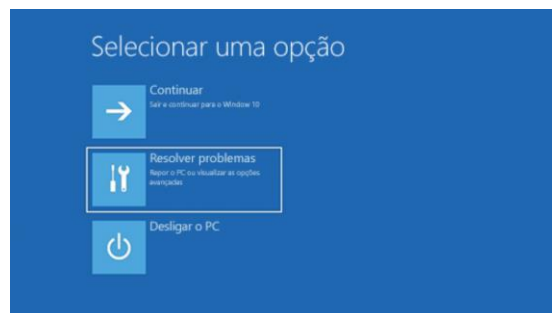 Selecionar uma opção
Continuar
Sair e continuar para o Window 10
Resolver problemas
Repor o PC ou visualizar as opções
avançadas
Desligar o PC